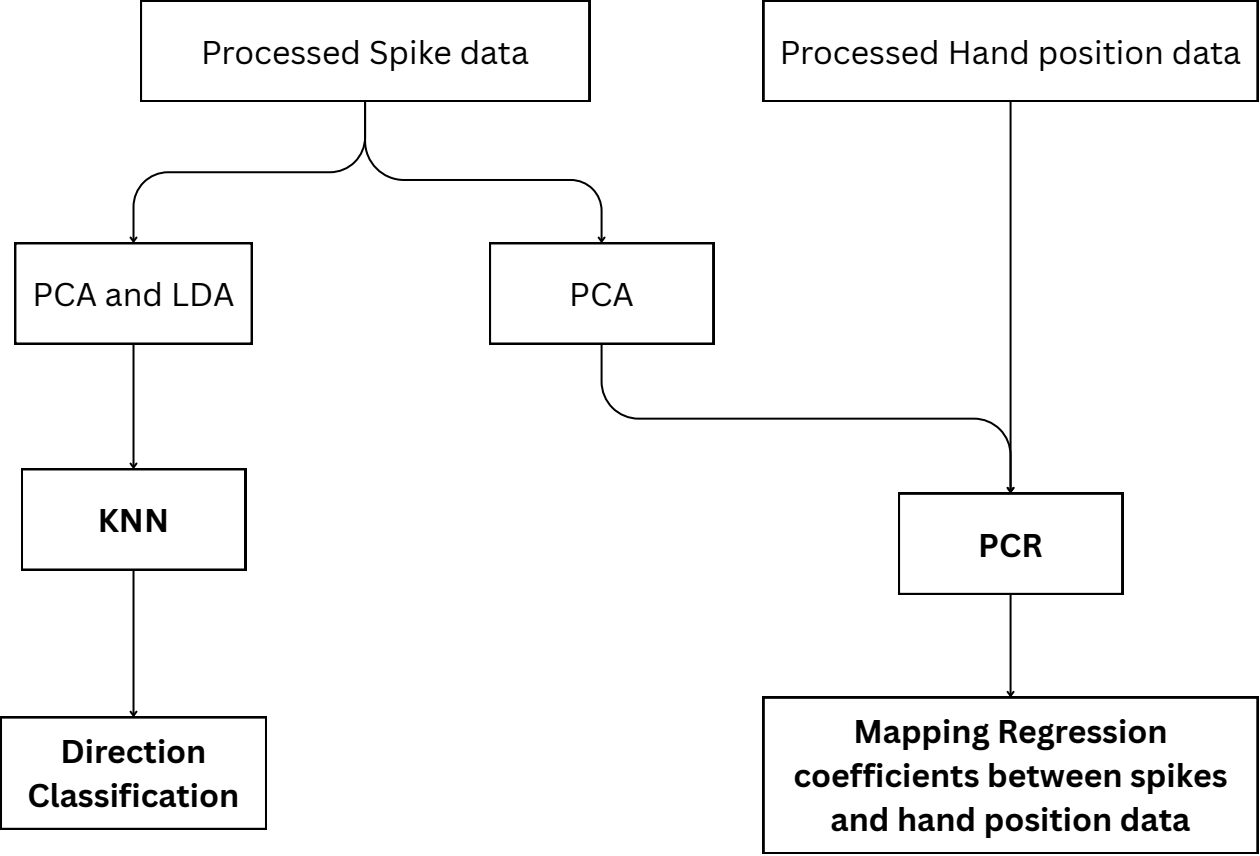 Processed Spike data
Processed Hand position data
PCA and LDA
PCA
KNN
PCR
Direction
Classification
Mapping Regression
coefficients between spikes
and hand position data